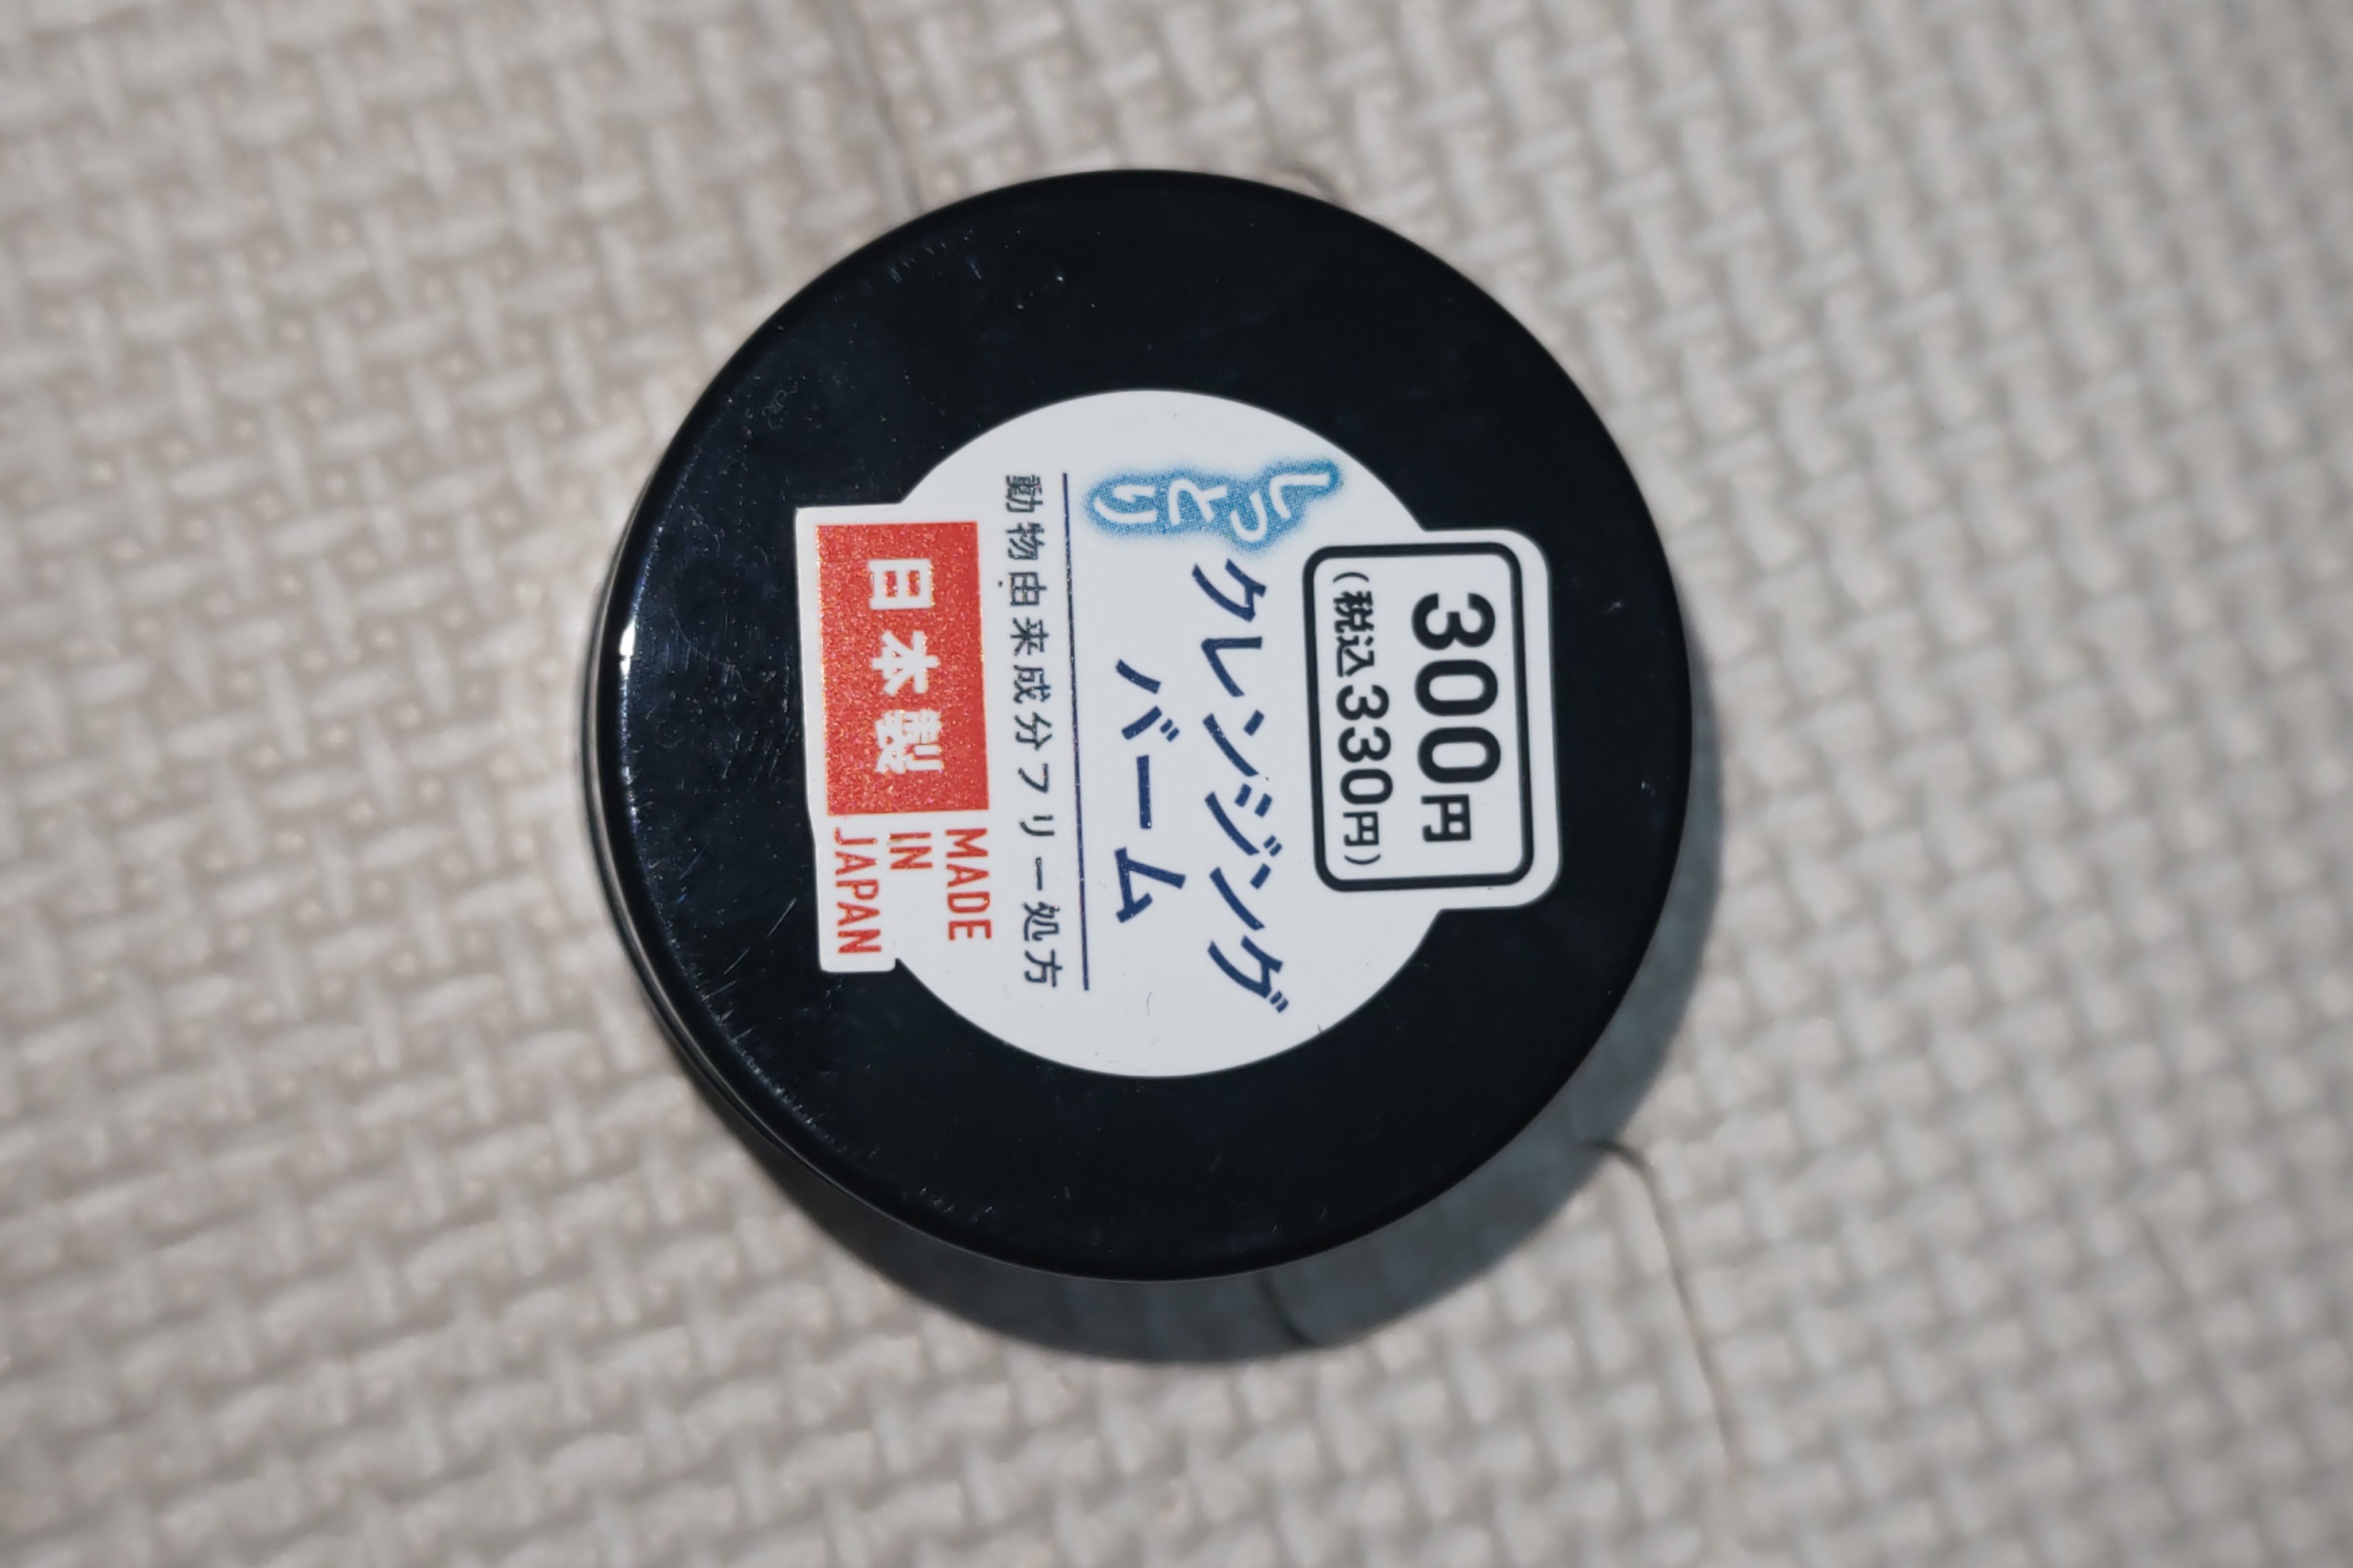 300円
(税込330円)
しっとり
クレンジング
バーム
動物由来成分フリー処方
日本製
MADE
IN
JAPAN